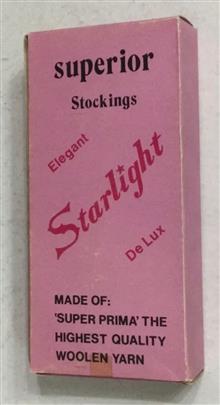 superior
Stockings
Elegant
Starlight
De Lux
MADE OF:
'SUPER PRIMA' THE
HIGHEST QUALITY
WOOLEN YARN